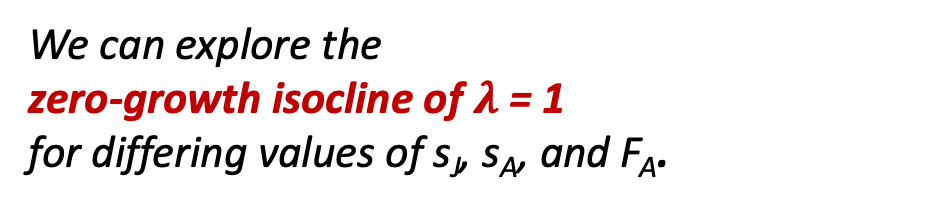 We can explore the
zero-growth isocline of λ = 1
for differing values of sJ, sA, and FA.